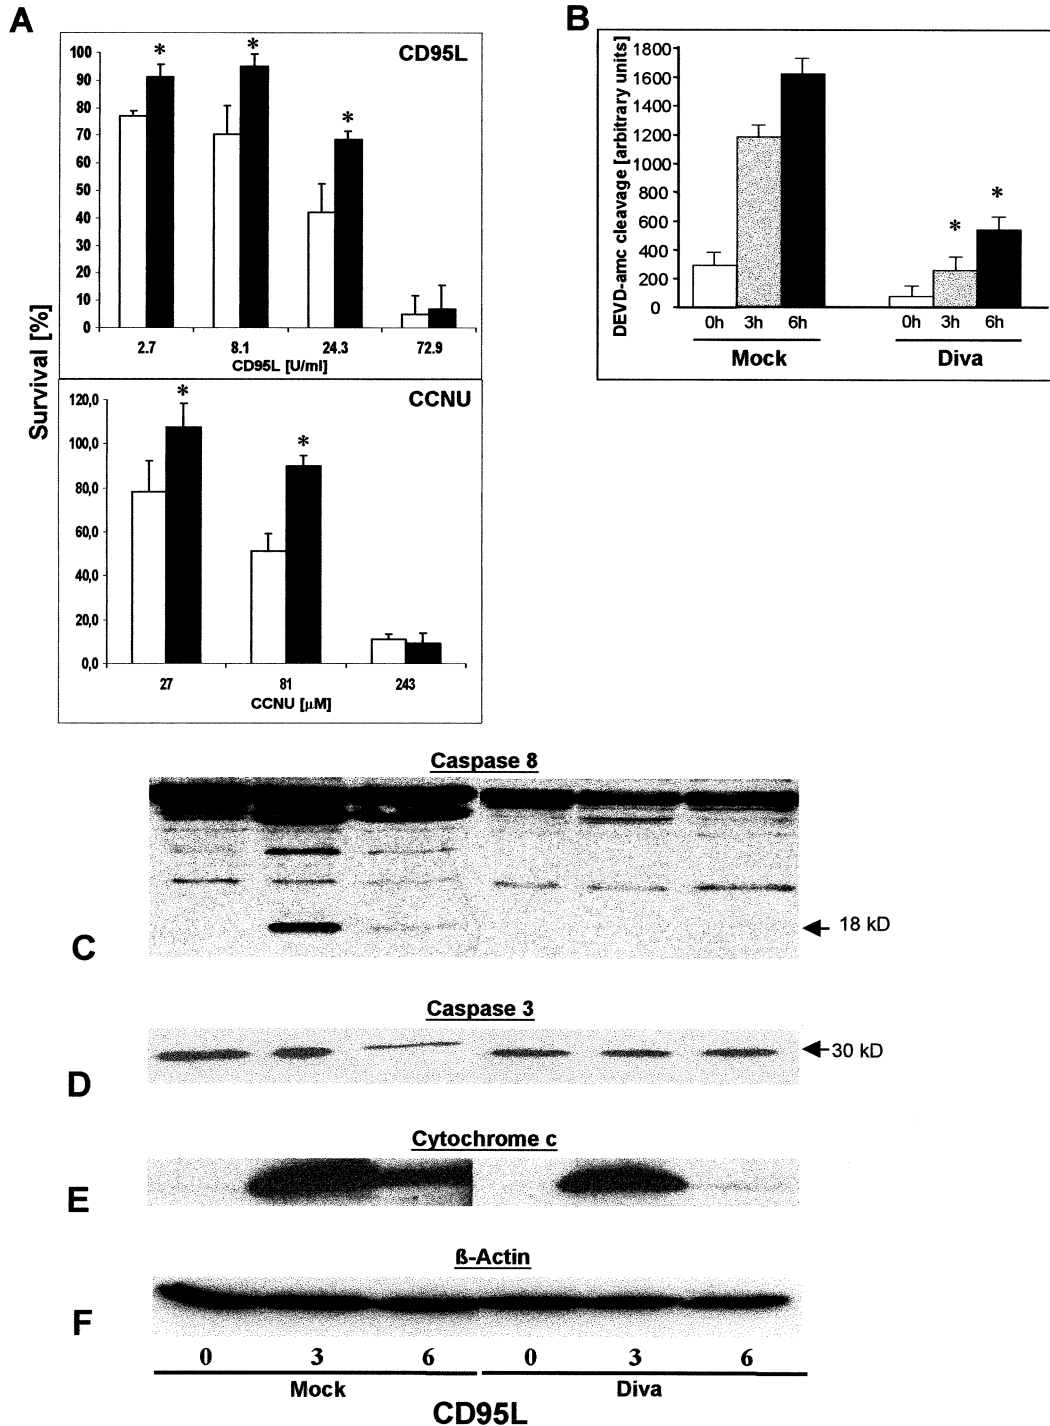 A
B
CD95L
*
*
*
100
90
80
70
60
50
40
30
20
10
0
2.7 8.1 24.3 72.9
CD95L [U/ml]
Survival [%]
CCNU
*
*
120,0
100,0
80,0
60,0
40,0
20,0
0,0
27 81 243
CCNU [µM]
DEVD-amc cleavage [arbitrary units]
1800
1600
1400
1200
1000
800
600
400
200
0
*
*
0h 3h 6h 0h 3h 6h
Mock Diva
Caspase 8
C
18 kD
Caspase 3
D
30 kD
Cytochrome c
E
ß-Actin
F
0 3 6 0 3 6
Mock Diva
CD95L